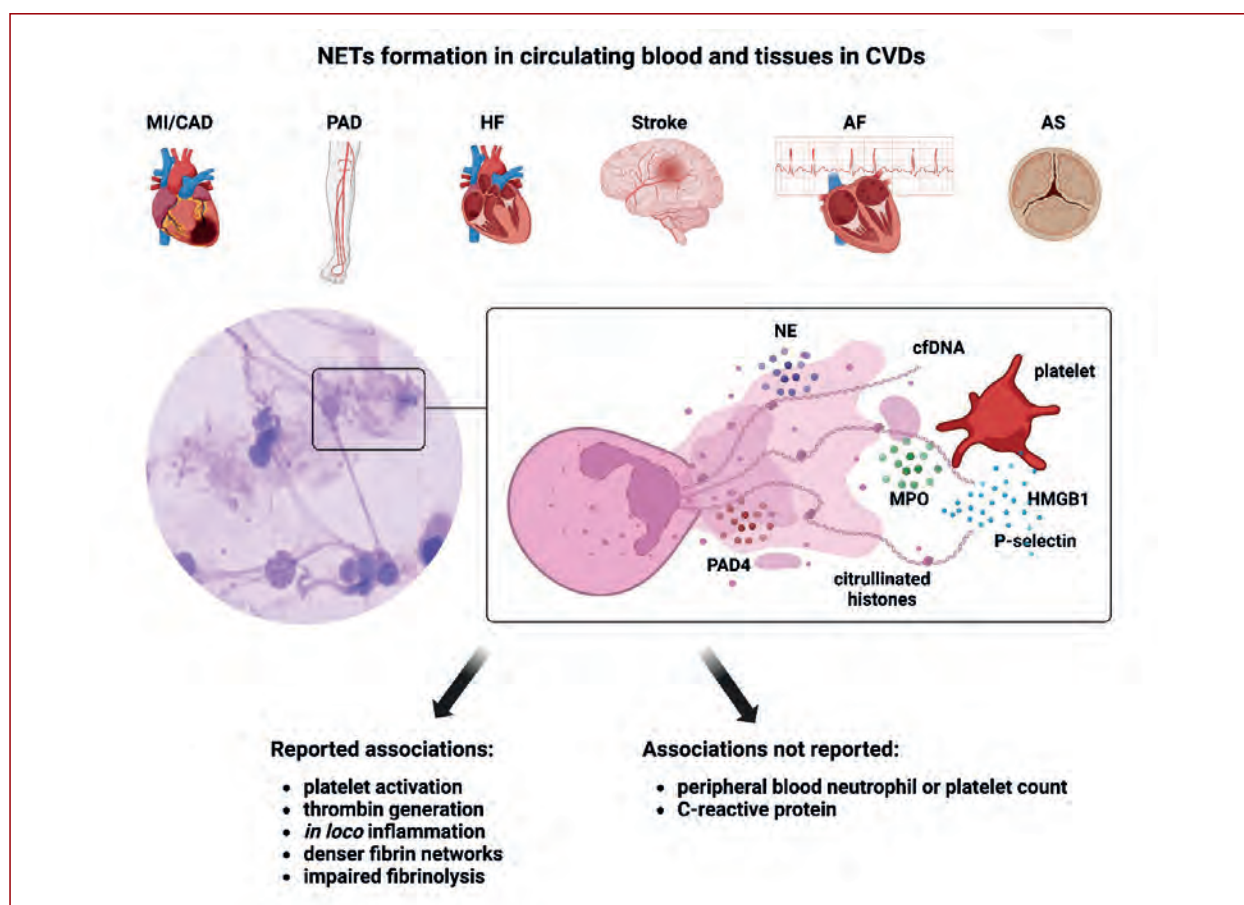 NETs formation in circulating blood and tissues in CVDs
MI/CAD
PAD
HF
Stroke
AF
AS
NE
cfDNA
platelet
MPO
HMGB1
P-selectin
PAD4
citrullinated
histones
Reported associations:
• platelet activation
• thrombin generation
• in loco inflammation
• denser fibrin networks
• impaired fibrinolysis
Associations not reported:
• peripheral blood neutrophil or platelet count
• C-reactive protein